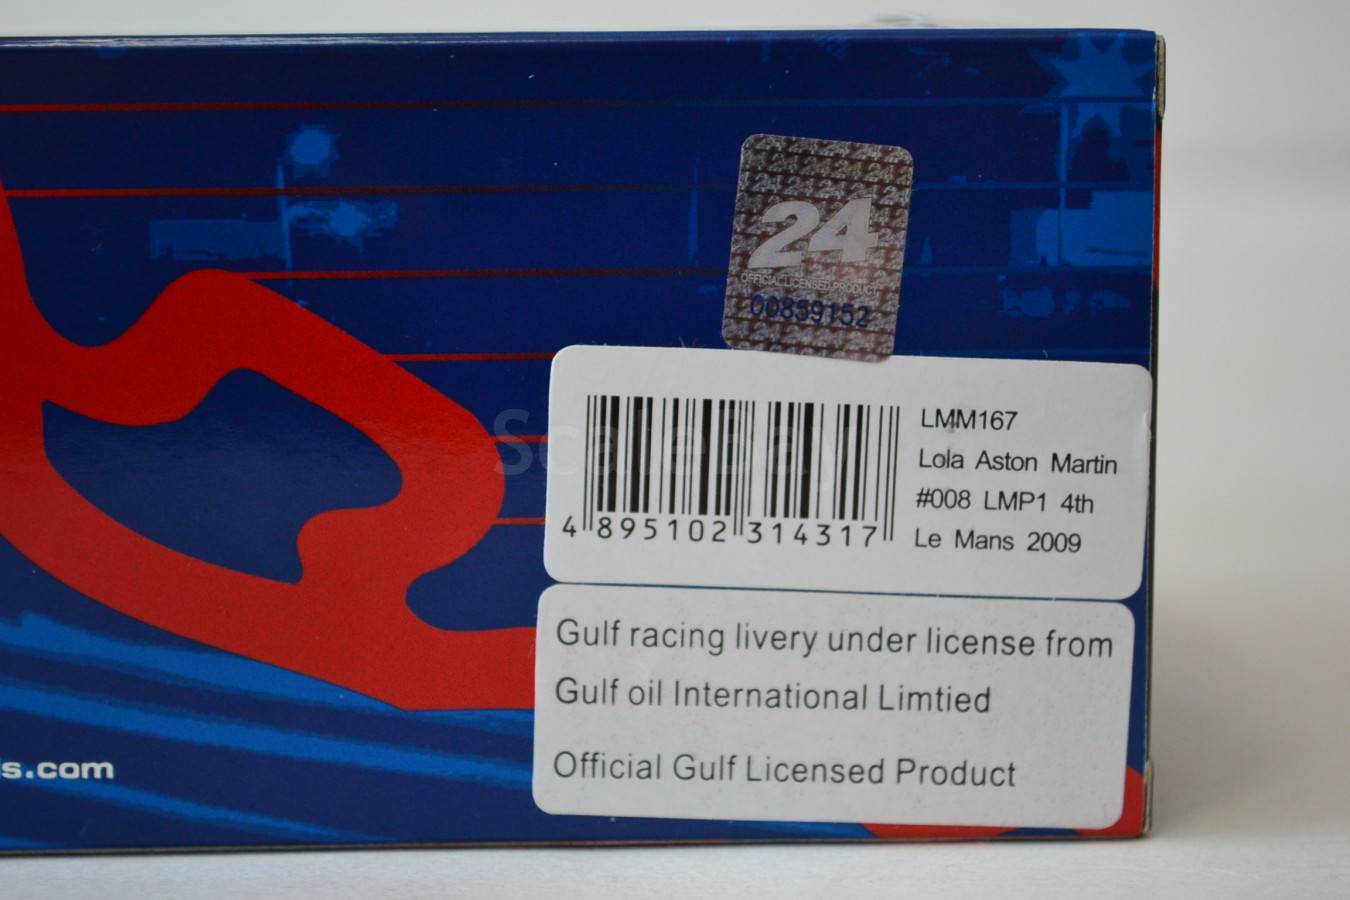 24
OFFICIAL LICENSED PRODUCT
00859152
LMM167
Lola Aston Martin
#008 LMP1 4th
Le Mans 2009
4 895102 314317
Gulf racing livery under license from
Gulf oil International Limtied
Official Gulf Licensed Product
s.com
ScaleBay